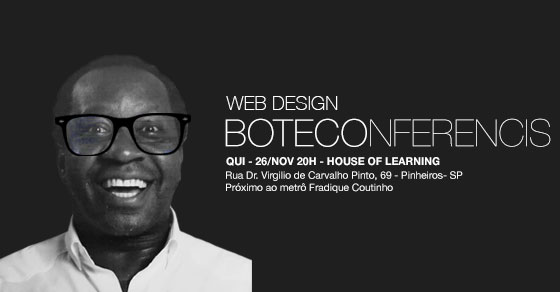 WEB DESIGN
BOTECONFERENCIS
QUI - 26/NOV 20H - HOUSE OF LEARNING
Rua Dr. Virgilio de Carvalho Pinto, 69 - Pinheiros- SP
Próximo ao metrô Fradique Coutinho